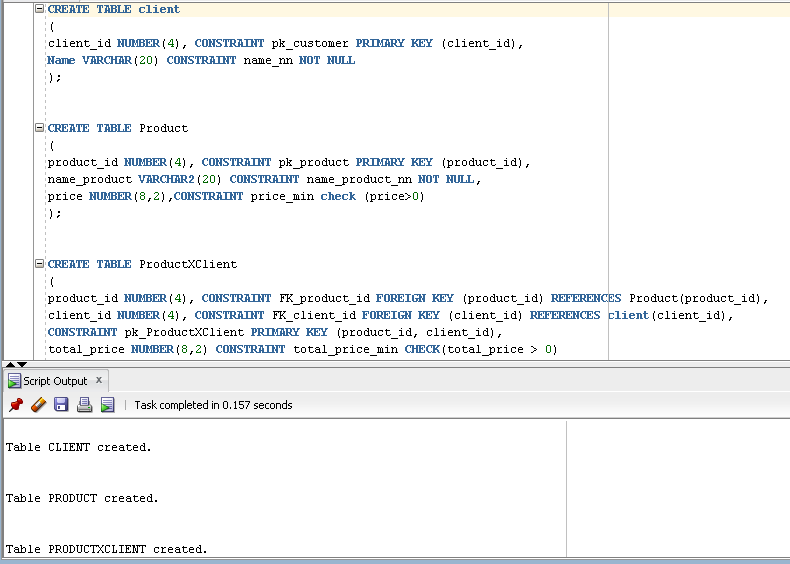 CREATE TABLE client
(
client_id NUMBER(4), CONSTRAINT pk_customer PRIMARY KEY (client_id),
Name VARCHAR(20) CONSTRAINT name_nn NOT NULL
);
CREATE TABLE Product
(
product_id NUMBER(4), CONSTRAINT pk_product PRIMARY KEY (product_id),
name_product VARCHAR2(20) CONSTRAINT name_product_nn NOT NULL,
price NUMBER(8,2),CONSTRAINT price_min check (price>0)
);
CREATE TABLE ProductXClient
(
product_id NUMBER(4), CONSTRAINT FK_product_id FOREIGN KEY (product_id) REFERENCES Product(product_id),
client_id NUMBER(4), CONSTRAINT FK_client_id FOREIGN KEY (client_id) REFERENCES client(client_id),
CONSTRAINT pk_ProductXClient PRIMARY KEY (product_id, client_id),
total_price NUMBER(8,2) CONSTRAINT total_price_min CHECK(total_price > 0)
Script Output x
Task completed in 0.157 seconds
Table CLIENT created.
Table PRODUCT created.
Table PRODUCTXCLIENT created.